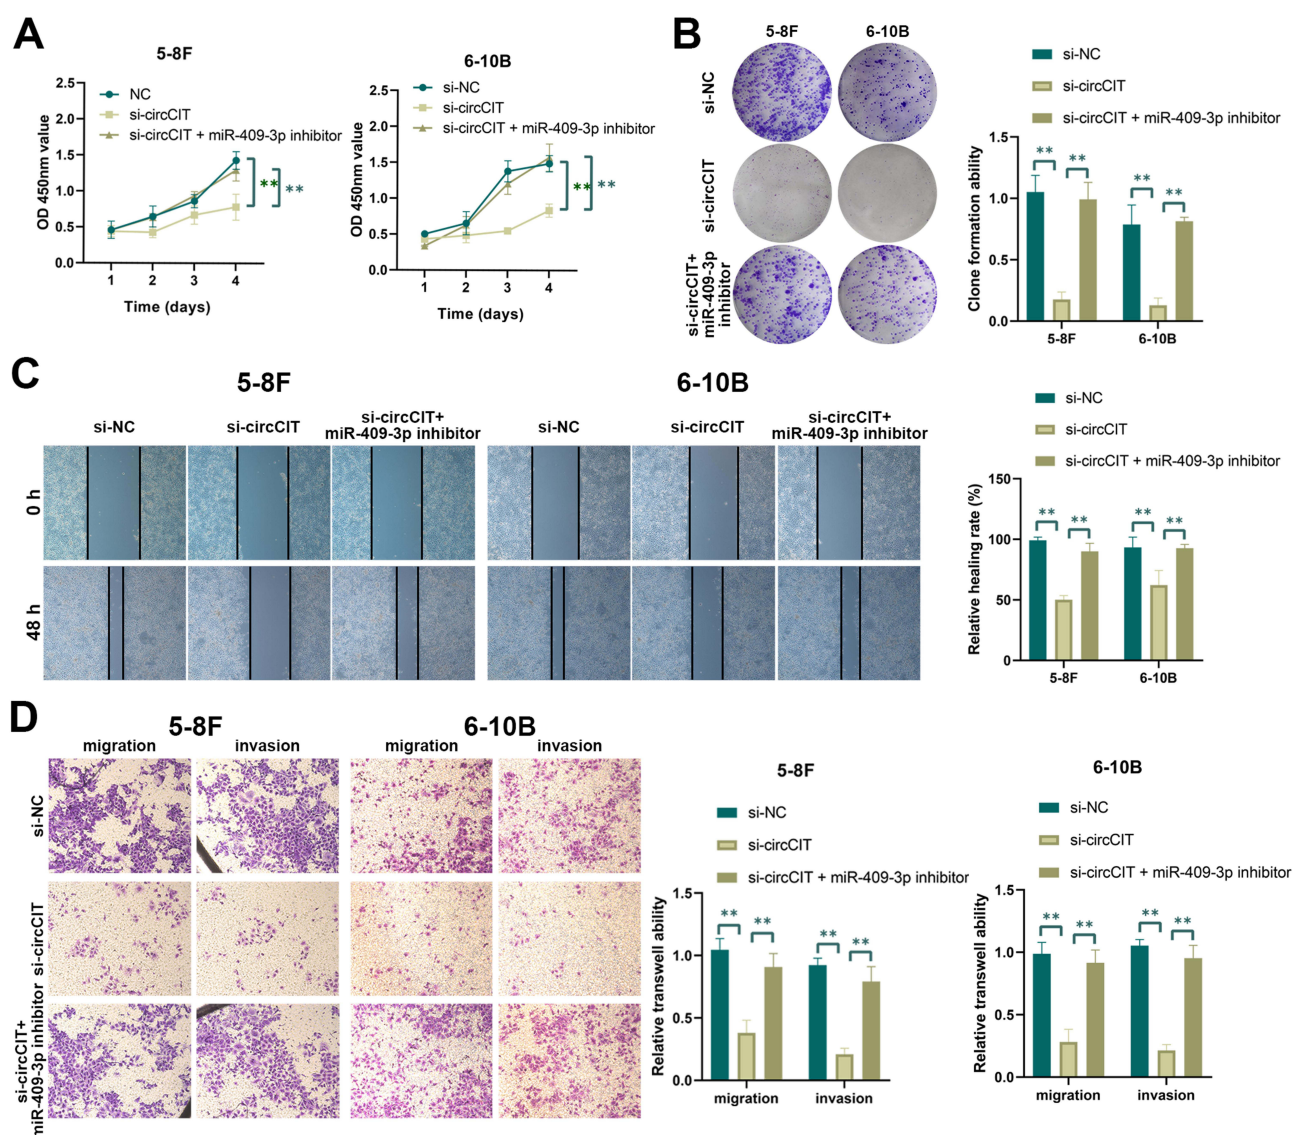 A
5-8F
OD 450nm value
2.5
2.0
1.5
1.0
0.5
0.0
NC
si-circCIT
si-circCIT + miR-409-3p inhibitor
**
**
1 2 3 4
Time (days)
6-10B
OD 450nm value
2.5
2.0
1.5
1.0
0.5
0.0
si-NC
si-circCIT
si-circCIT + miR-409-3p inhibitor
**
**
1 2 3 4
Time (days)
B
5-8F 6-10B
si-NC
si-circCIT
si-circCIT+
miR-409-3p
inhibitor
si-NC
si-circCIT
si-circCIT + miR-409-3p inhibitor
Clone formation ability
1.5
1.0
0.5
0.0
** ** ** **
5-8F 6-10B
C
5-8F 6-10B
si-NC si-circCIT si-circCIT+
miR-409-3p inhibitor
si-NC si-circCIT si-circCIT+
miR-409-3p inhibitor
0 h
48 h
si-NC
si-circCIT
si-circCIT + miR-409-3p inhibitor
Relative healing rate (%)
150
100
50
0
** ** ** **
5-8F 6-10B
D
5-8F 6-10B
migration invasion migration invasion
si-NC
si-circCIT
si-circCIT+
miR-409-3p inhibitor
5-8F
si-NC
si-circCIT
si-circCIT + miR-409-3p inhibitor
Relative transwell ability
1.5
1.0
0.5
0.0
** ** ** **
migration invasion
6-10B
si-NC
si-circCIT
si-circCIT + miR-409-3p inhibitor
Relative transwell ability
1.5
1.0
0.5
0.0
** ** ** **
migration invasion